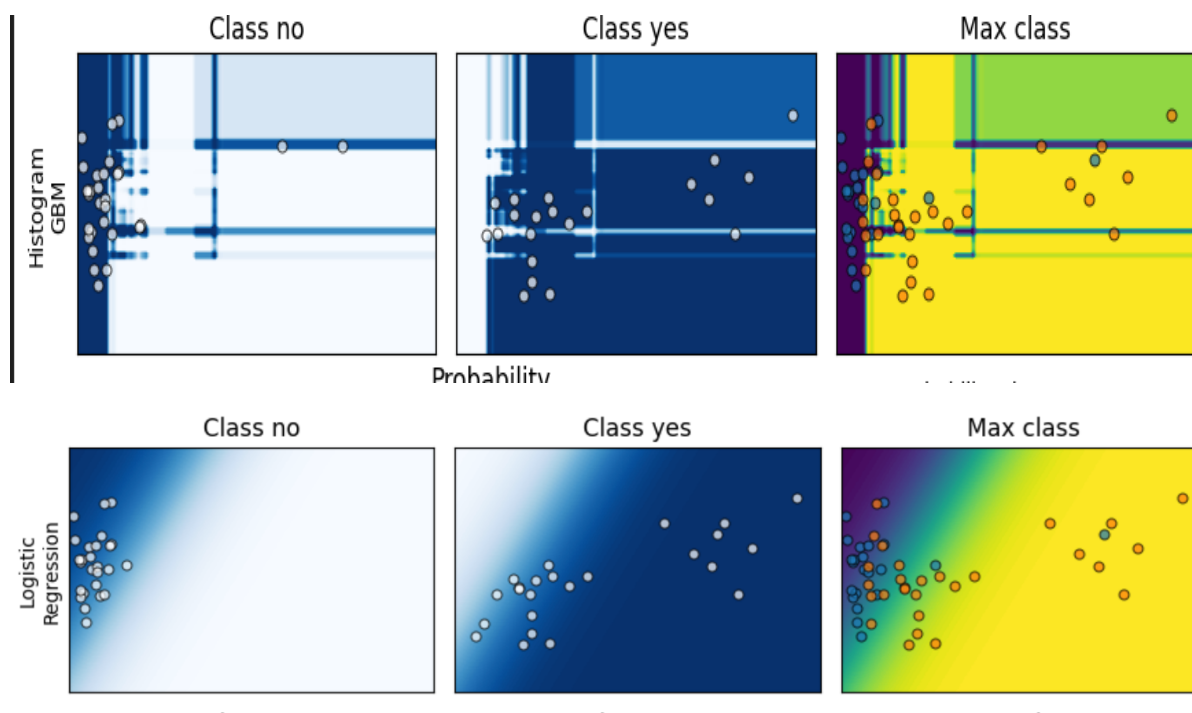 Class no
Class yes
Max class
Histogram
GBM
Probability
Class no
Class yes
Max class
Logistic
Regression